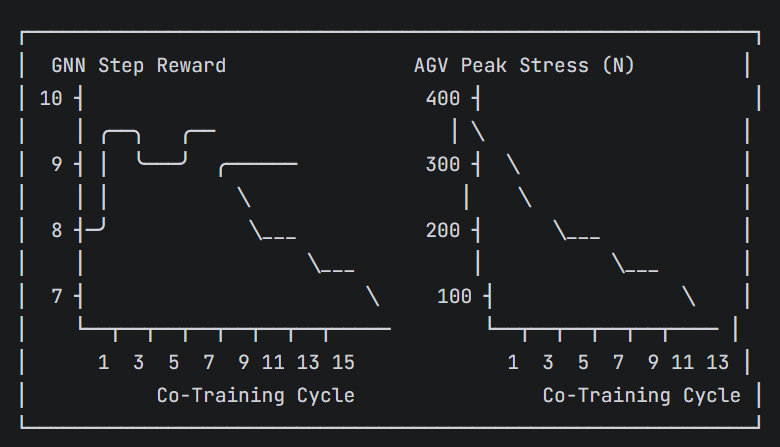 GNN Step Reward AGV Peak Stress (N)
10 400
9 300
8 200
7 100
1 3 5 7 9 11 13 15 1 3 5 7 9 11 13
Co-Training Cycle Co-Training Cycle